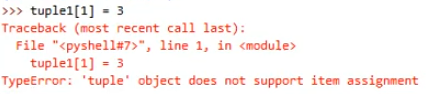 >>> tuple1[1] = 3
Traceback (most recent call last):
  File "<pyshell#7>", line 1, in <module>
    tuple1[1] = 3
TypeError: 'tuple' object does not support item assignment